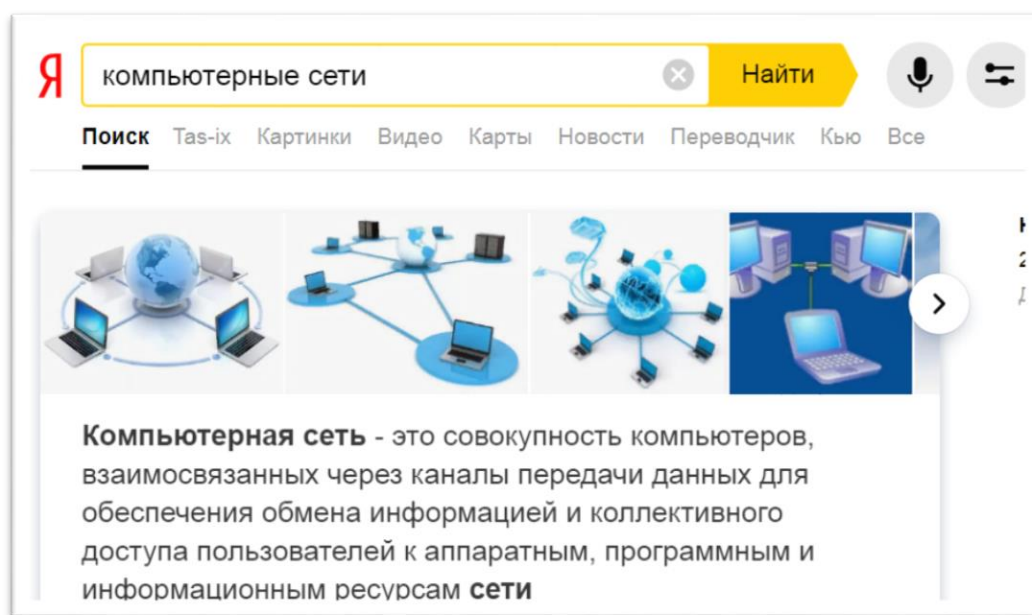 Я компьютерные сети Найти
Поиск Tas-ix Картинки Видео Карты Новости Переводчик Кью Все
Компьютерная сеть - это совокупность компьютеров,
взаимосвязанных через каналы передачи данных для
обеспечения обмена информацией и коллективного
доступа пользователей к аппаратным, программным и
информационным ресурсам сети